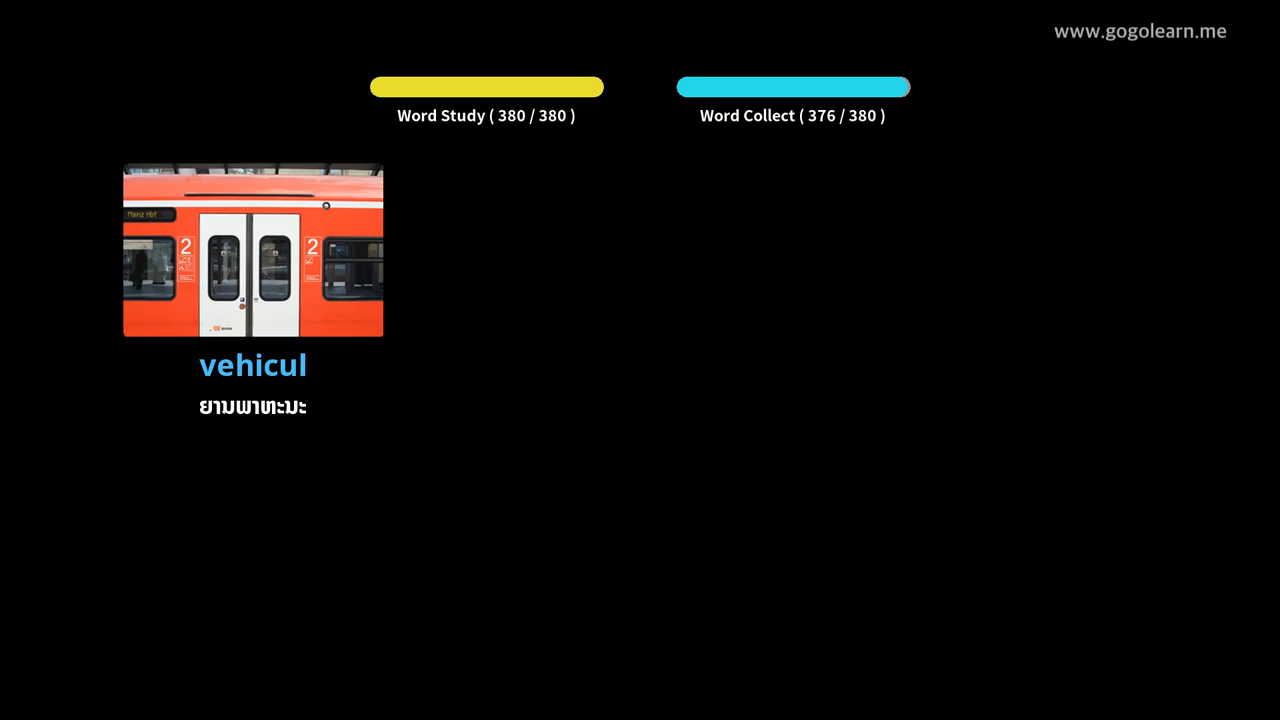 www.gogolearn.me
Word Study ( 380 / 380 )
Word Collect ( 376 / 380 )
Mainz Hbf
2
2
vehicul
ຍານພາຫະນະ